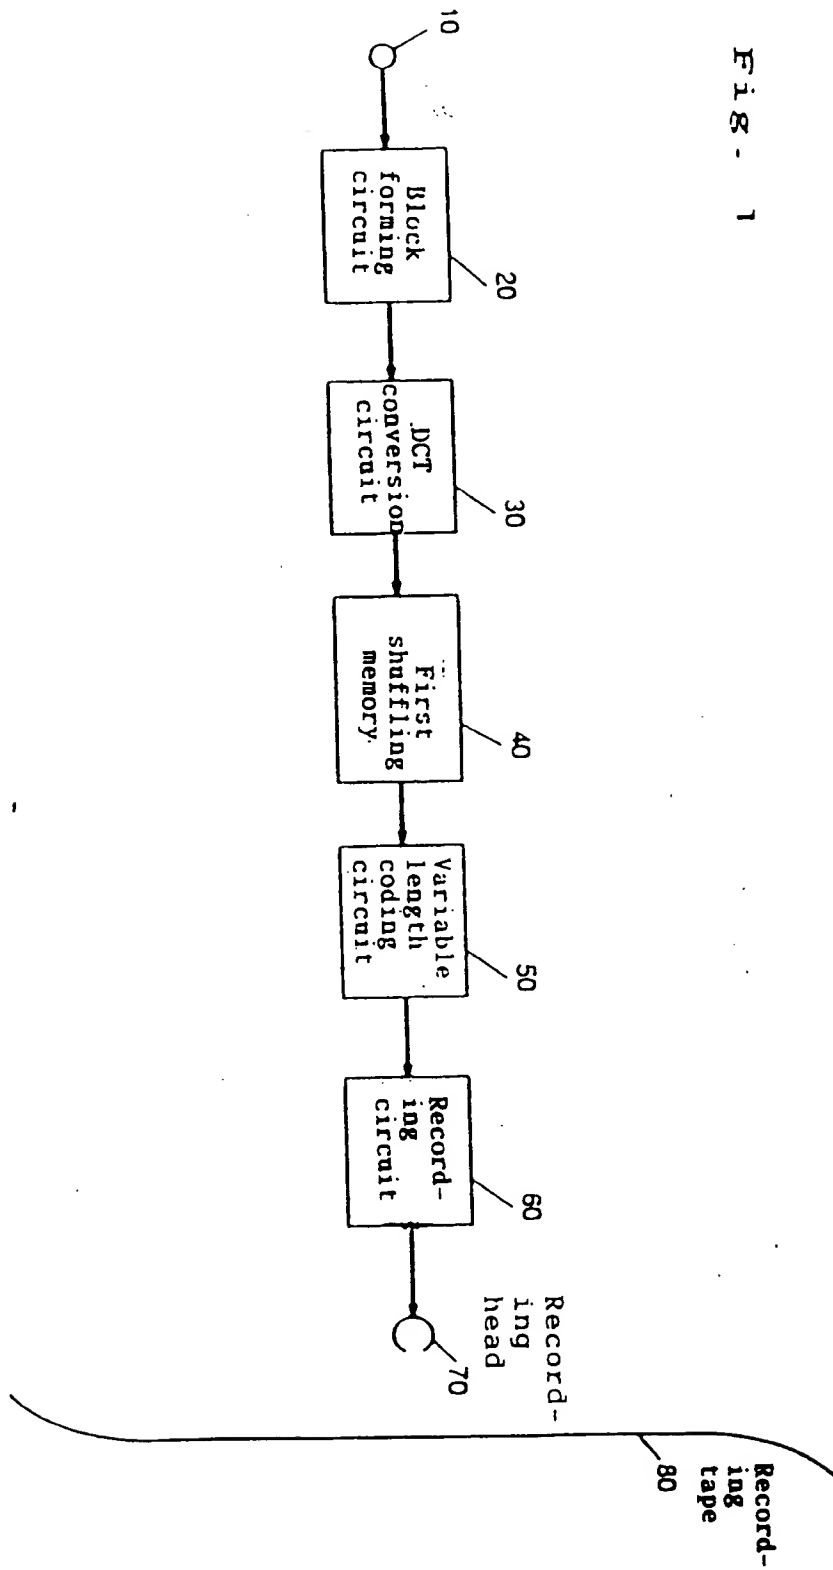 Fig. 1
10
Block
forming
circuit
20
DCT
conversion
circuit
30
First
shuffling
memory
40
Variable
length
coding
circuit
50
Record-
ing
circuit
60
Record-
ing
head
70
Record-
ing
tape
80